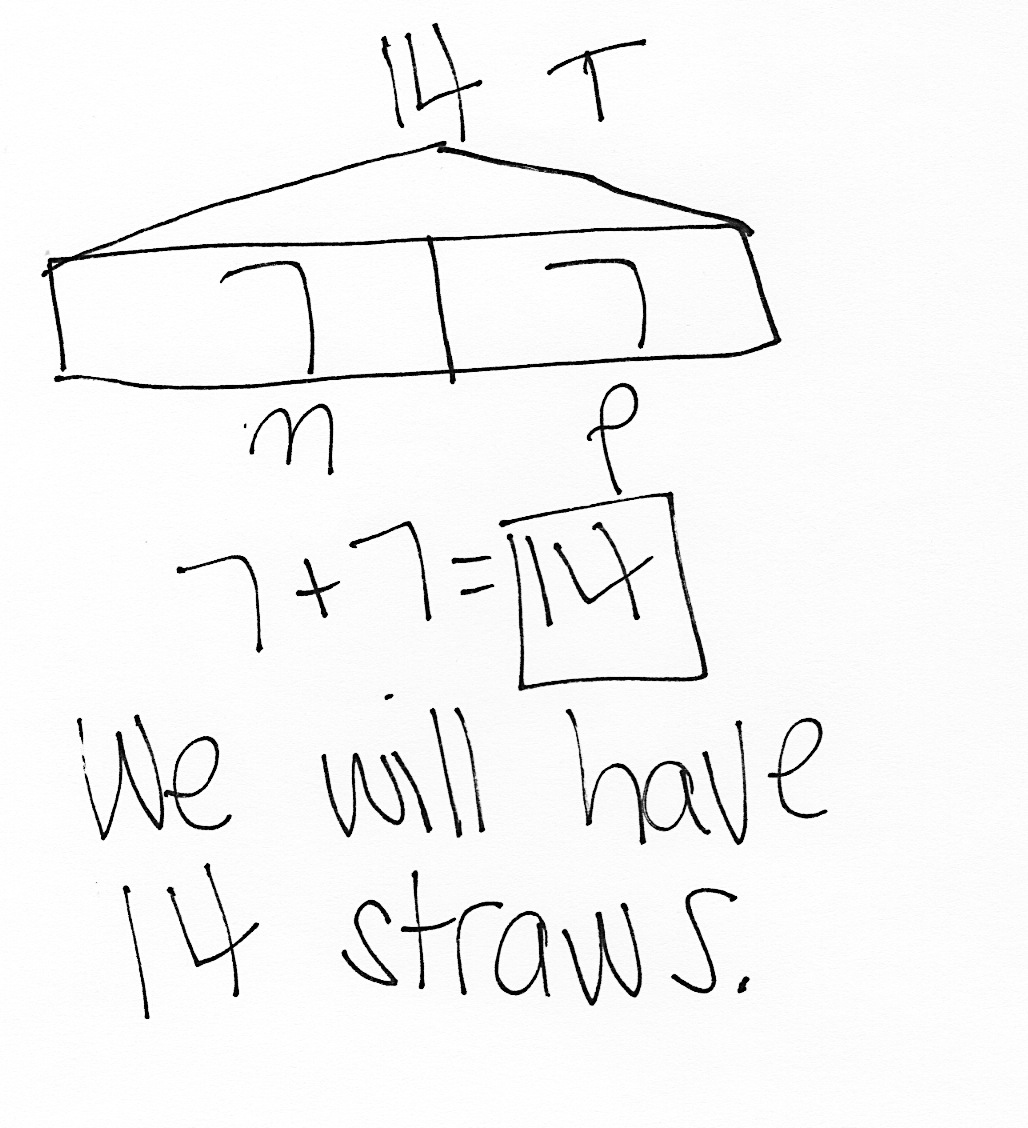 14 T
7 7
m p
7 + 7 = 14
We will have
14 straws.